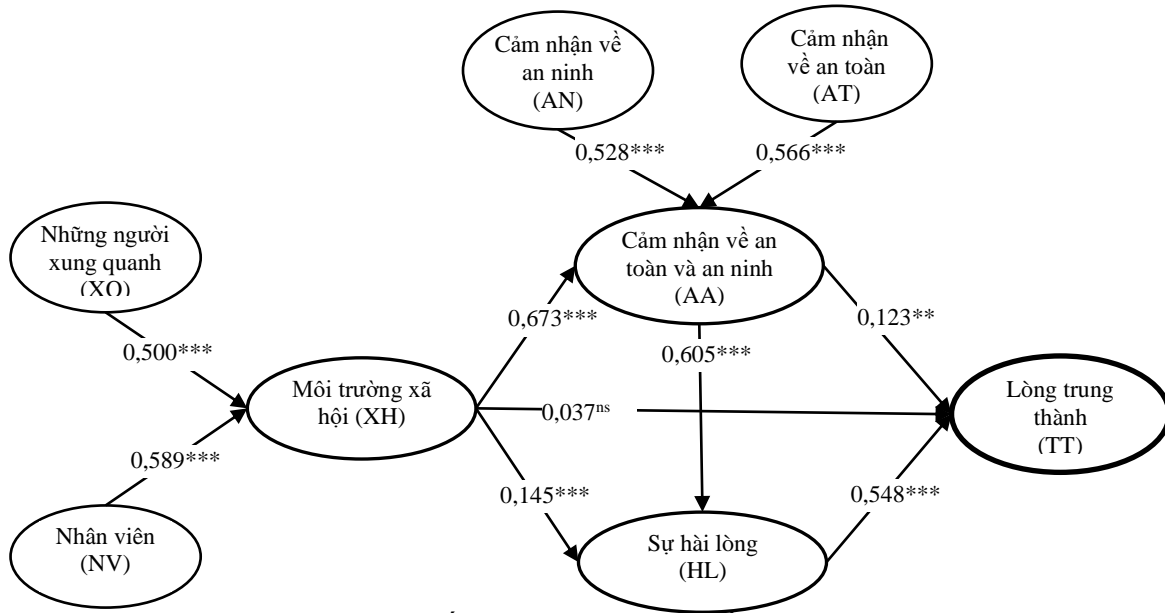 Cảm nhận về
an ninh
(AN)
Cảm nhận
về an toàn
(AT)
0,528***
0,566***
Những người
xung quanh
(XQ)
Cảm nhận về an
toàn và an ninh
(AA)
0,673***
0,123**
0,500***
0,605***
Môi trường xã
hội (XH)
0,037ns
Lòng trung
thành
(TT)
0,589***
0,145***
0,548***
Nhân viên
(NV)
Sự hài lòng
(HL)